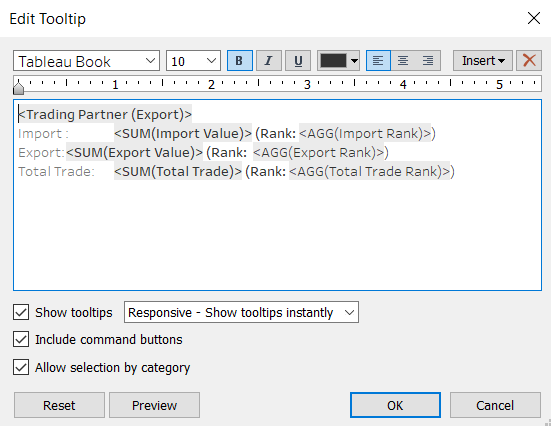 Edit Tooltip
Tableau Book 10 B I U Insert
1 2 3 4 5
<Trading Partner (Export)>
Import : <SUM(Import Value)> (Rank: <AGG(Import Rank)>)
Export: <SUM(Export Value)> (Rank: <AGG(Export Rank)>)
Total Trade: <SUM(Total Trade)> (Rank: <AGG(Total Trade Rank)>)
Show tooltips Responsive - Show tooltips instantly
Include command buttons
Allow selection by category
Reset Preview OK Cancel